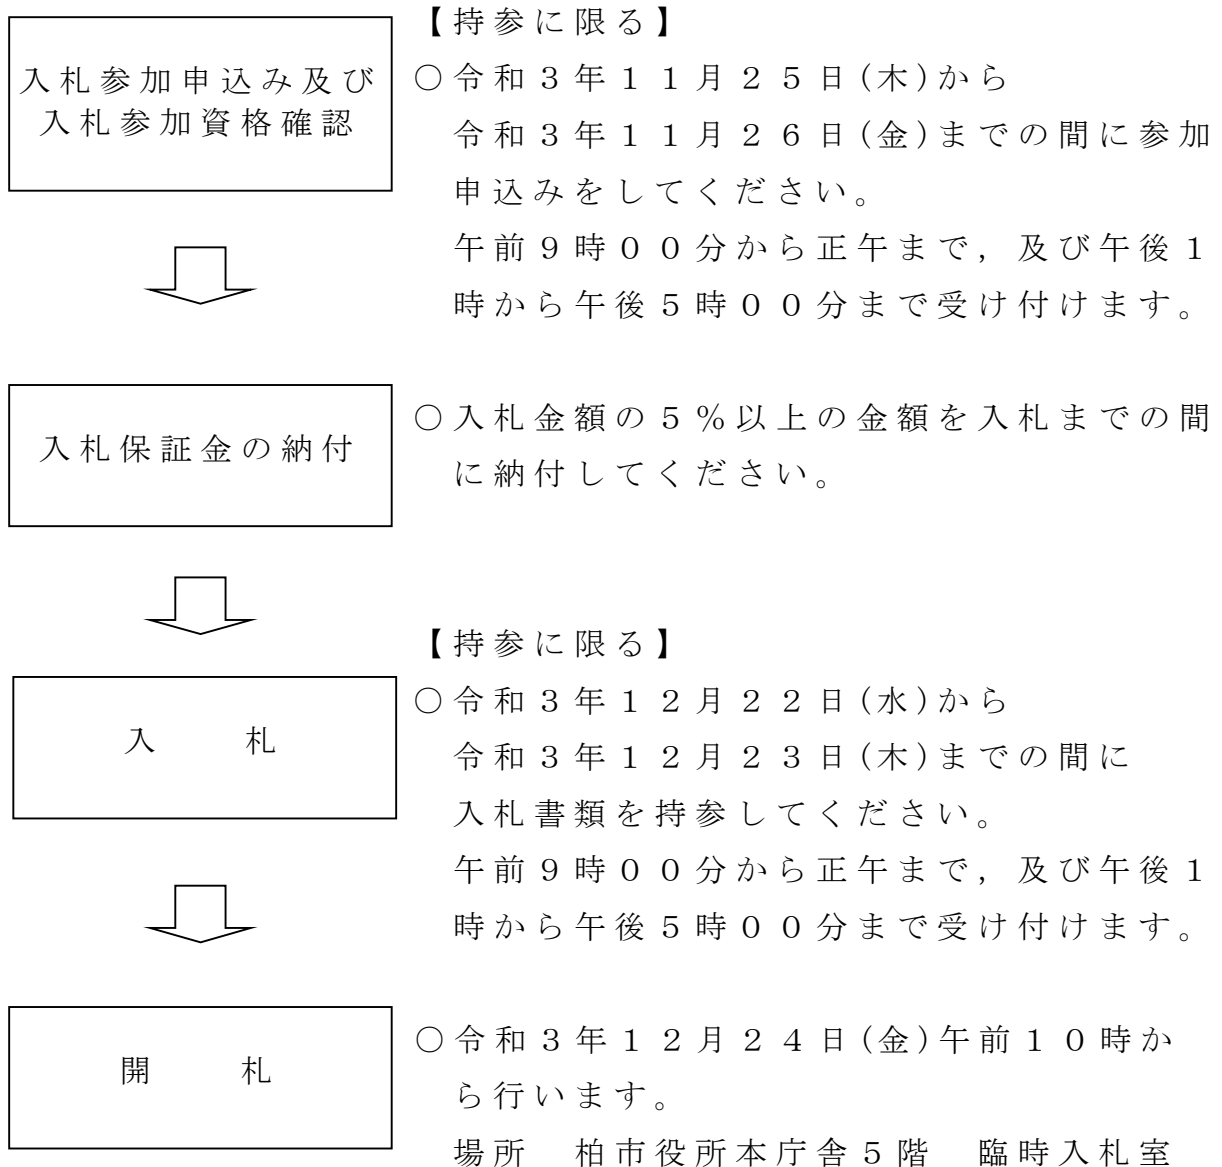 入札参加申込み及び
入札参加資格確認
【持参に限る】
○令和３年１１月２５日(木)から
令和３年１１月２６日(金)までの間に参加
申込みをしてください。
午前９時００分から正午まで，及び午後１
時から午後５時００分まで受け付けます。
入札保証金の納付
○入札金額の５％以上の金額を入札までの間
に納付してください。
入　　札
【持参に限る】
○令和３年１２月２２日(水)から
令和３年１２月２３日(木)までの間に
入札書類を持参してください。
午前９時００分から正午まで，及び午後１
時から午後５時００分まで受け付けます。
開　　札
○令和３年１２月２４日(金)午前１０時か
ら行います。
場所　柏市役所本庁舎５階　臨時入札室